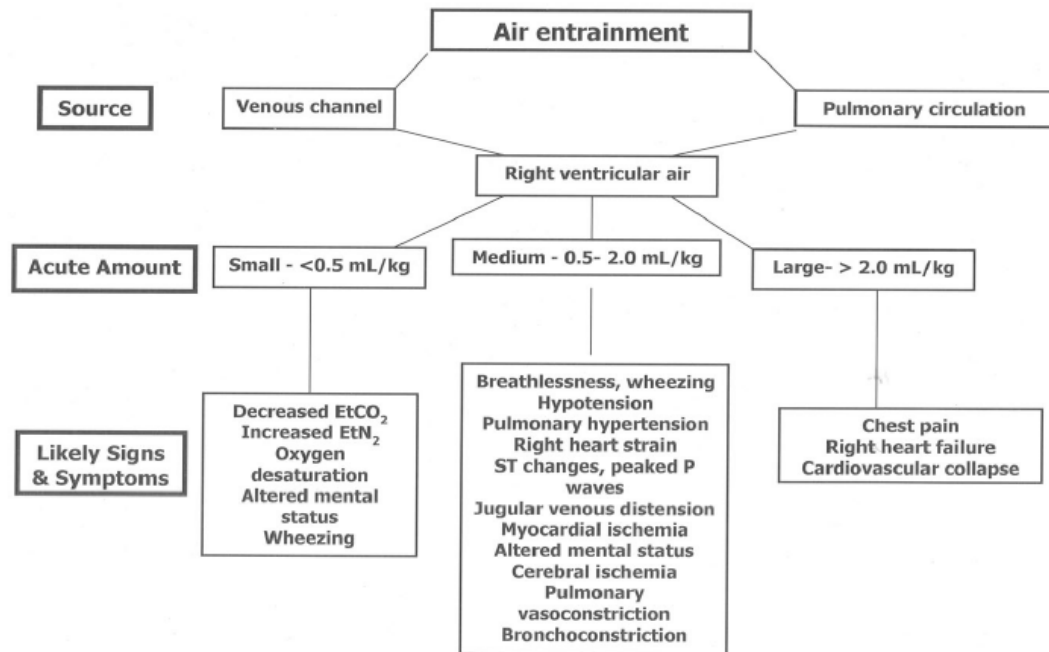 Air entrainment
Source
Venous channel
Pulmonary circulation
Right ventricular air
Acute Amount
Small - <0.5 mL/kg
Medium - 0.5- 2.0 mL/kg
Large- > 2.0 mL/kg
Likely Signs
& Symptoms
Decreased EtCO₂
Increased EtN₂
Oxygen
desaturation
Altered mental
status
Wheezing
Breathlessness, wheezing
Hypotension
Pulmonary hypertension
Right heart strain
ST changes, peaked P
waves
Jugular venous distension
Myocardial ischemia
Altered mental status
Cerebral ischemia
Pulmonary
vasoconstriction
Bronchoconstriction
Chest pain
Right heart failure
Cardiovascular collapse